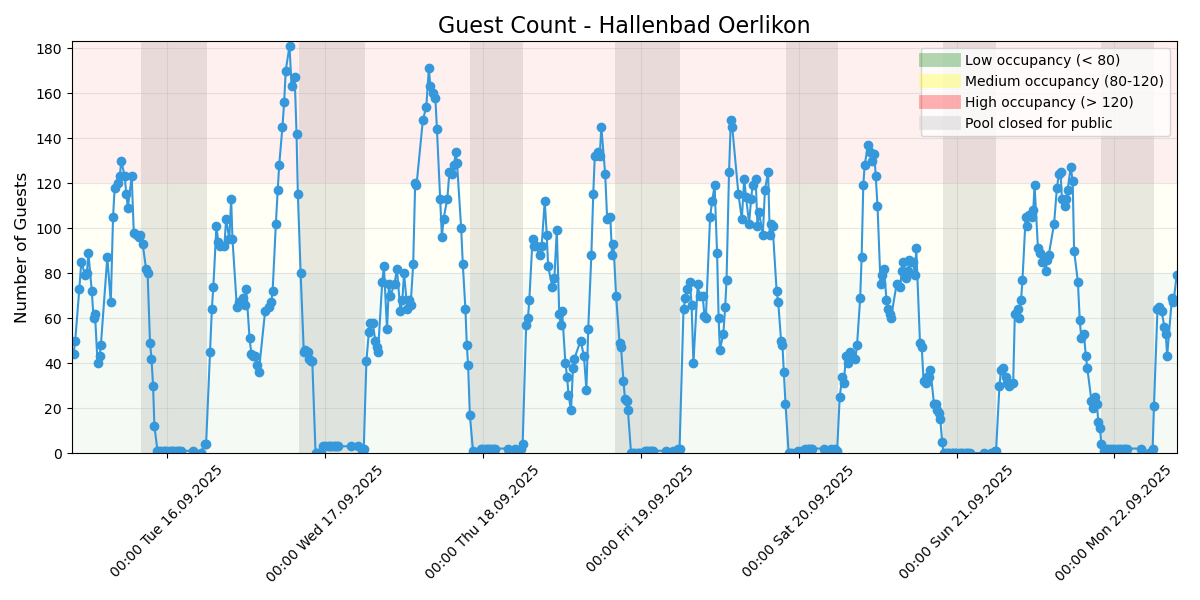 Guest Count - Hallenbad Oerlikon
Number of Guests
180
160
140
120
100
80
60
40
20
0
Low occupancy (< 80)
Medium occupancy (80-120)
High occupancy (> 120)
Pool closed for public
00:00 Tue 16.09.2025
00:00 Wed 17.09.2025
00:00 Thu 18.09.2025
00:00 Fri 19.09.2025
00:00 Sat 20.09.2025
00:00 Sun 21.09.2025
00:00 Mon 22.09.2025